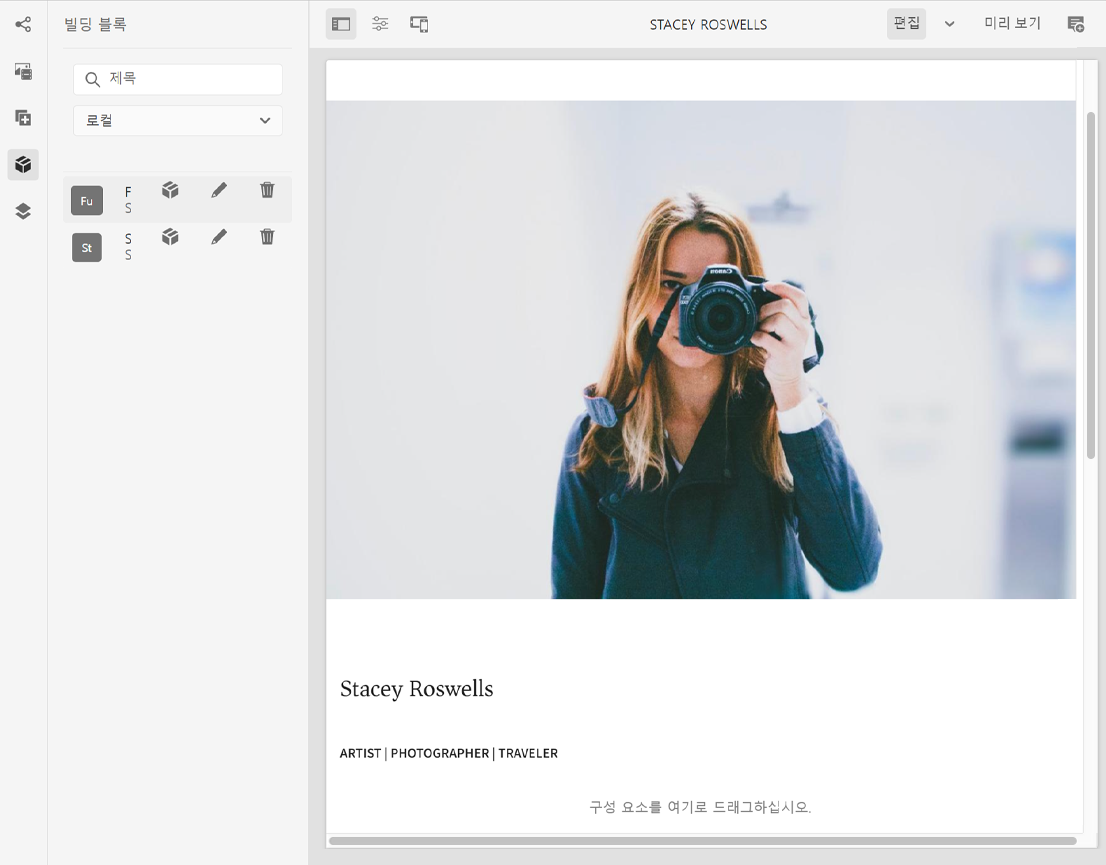 빌딩 블록
STACEY ROSWELLS
편집
미리 보기
제목
로컬
Fu
F
S
St
S
S
Canon
Stacey Roswells
ARTIST | PHOTOGRAPHER | TRAVELER
구성 요소를 여기로 드래그하십시오.